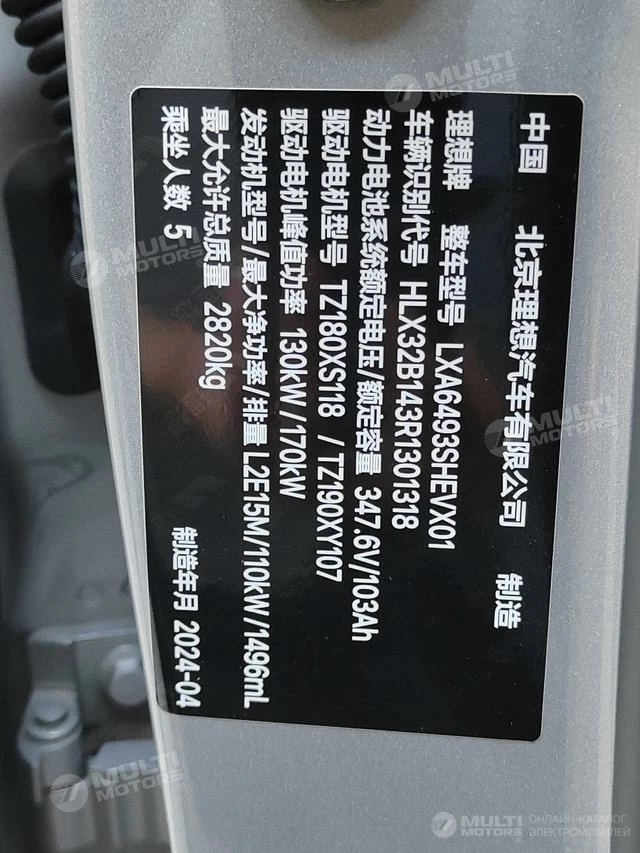 中国 北京理想汽车有限公司 制造
理想牌 整车型号 LXA6493SHEVX01
车辆识别代号 HLX32B143R1301318
动力电池系统额定电压/额定容量 347.6V/103Ah
驱动电机型号 TZ180XS118 / TZ190XY107
驱动电机峰值功率 130kW/170kW
发动机型号/最大净功率/排量 L2E15M/110kW/1496mL
最大允许总质量 2820kg
乘坐人数 5 制造年月 2024-04
MULTI
MOTORS
MULTI
MOTORS
MULTI
MOTORS
MULTI
MOTORS
MULTI
MOTORS
ОНЛАЙН-КАТАЛОГ
ЭЛЕКТРОМОБИЛЕЙ